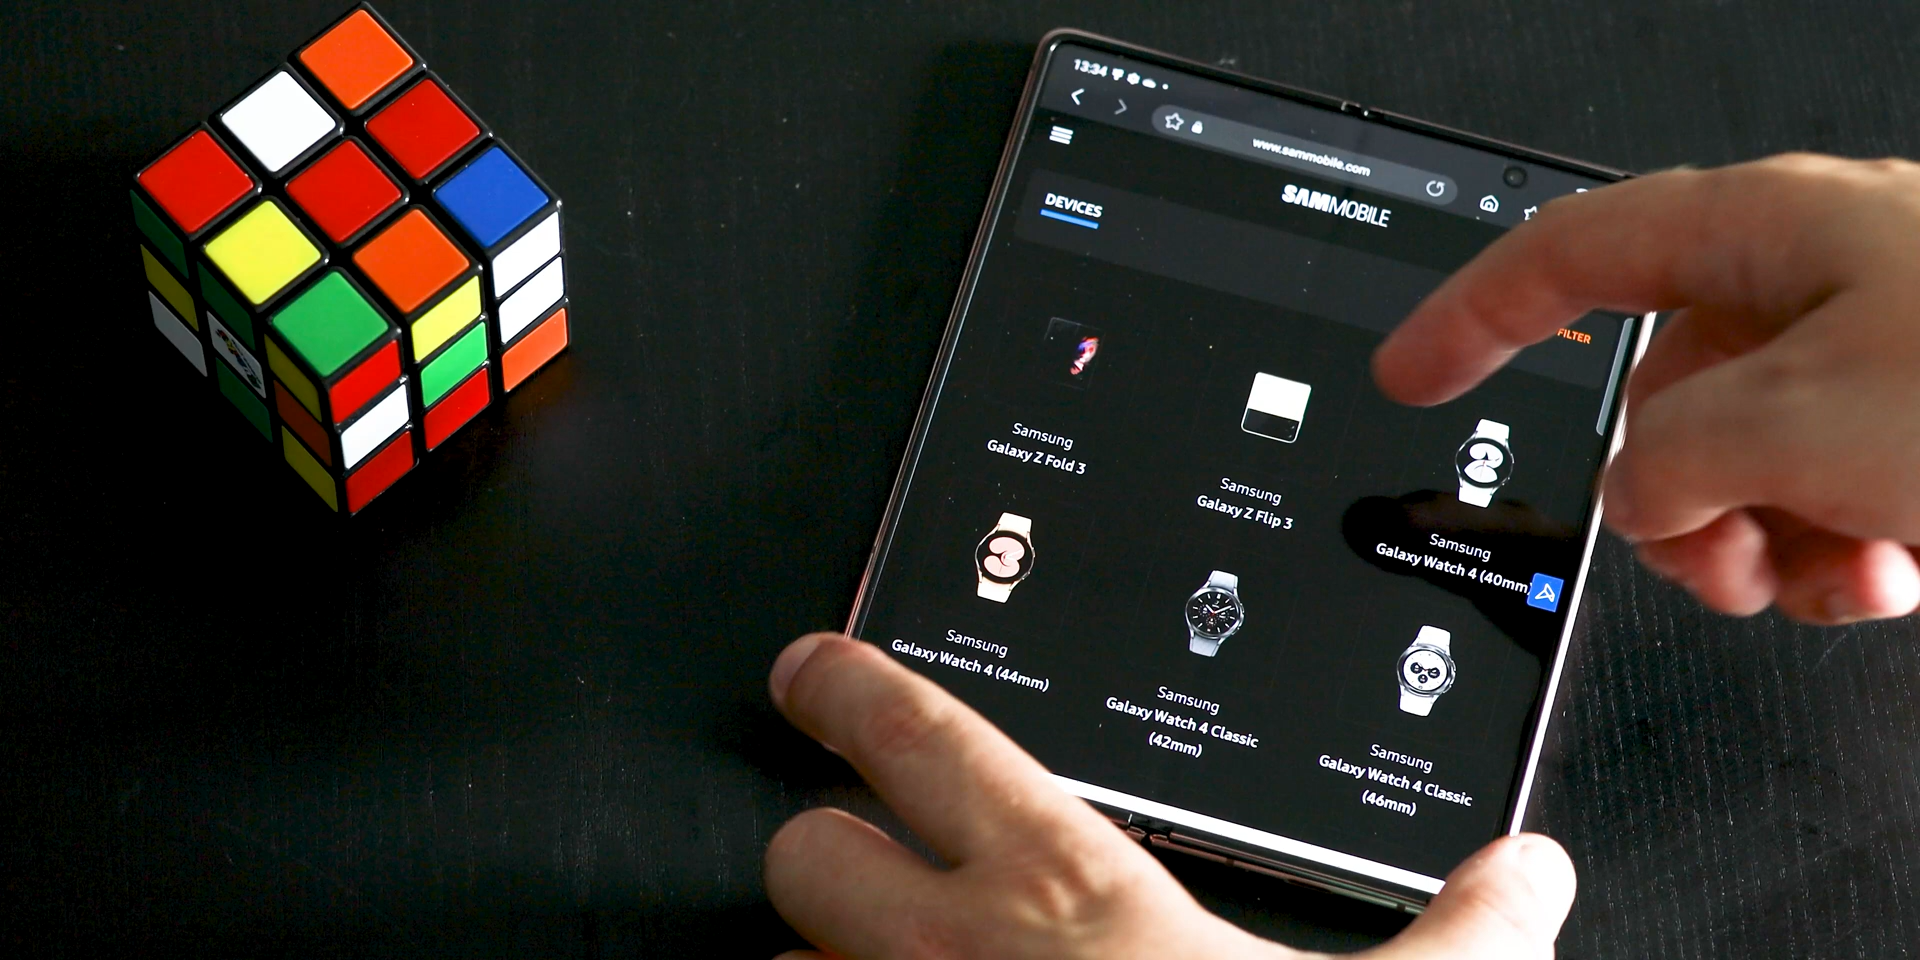 13:34
www.sammobile.com
SAMMOBILE
DEVICES
FILTER
Samsung
Galaxy Z Fold 3
Samsung
Galaxy Z Flip 3
Samsung
Galaxy Watch 4 (40mm)
Samsung
Galaxy Watch 4 (44mm)
Samsung
Galaxy Watch 4 Classic
(42mm)
Samsung
Galaxy Watch 4 Classic
(46mm)